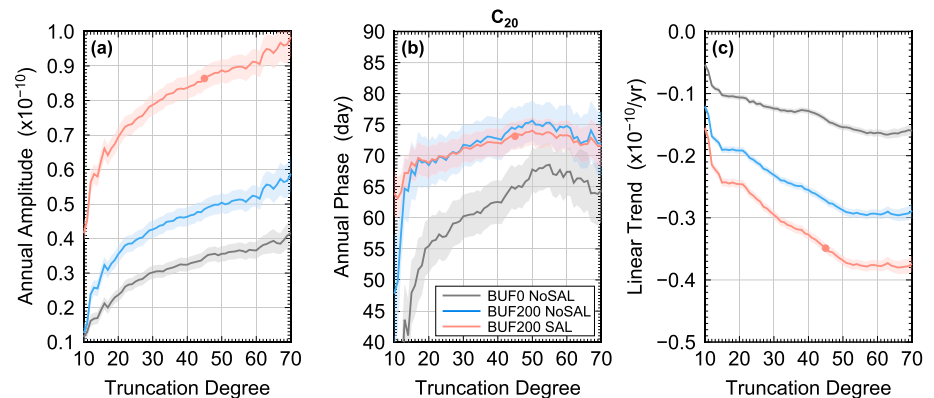 C20
(a)
1.0
0.9
0.8
0.7
0.6
0.5
0.4
0.3
0.2
0.1
Annual Amplitude (x10−10)
10 20 30 40 50 60 70
Truncation Degree
(b)
90
85
80
75
70
65
60
55
50
45
40
Annual Phase (day)
BUF0 NoSAL
BUF200 NoSAL
BUF200 SAL
10 20 30 40 50 60 70
Truncation Degree
(c)
0.0
−0.1
−0.2
−0.3
−0.4
−0.5
Linear Trend (x10−10/yr)
10 20 30 40 50 60 70
Truncation Degree